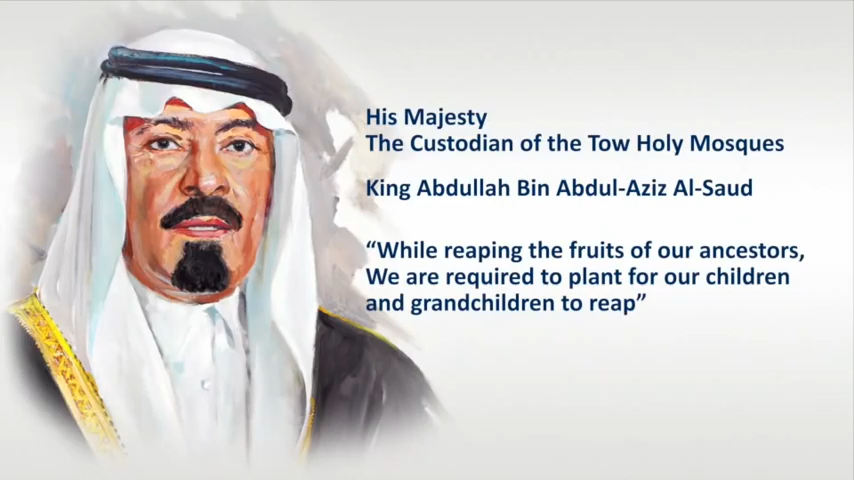 His Majesty
The Custodian of the Tow Holy Mosques
King Abdullah Bin Abdul-Aziz Al-Saud
“While reaping the fruits of our ancestors,
We are required to plant for our children
and grandchildren to reap”